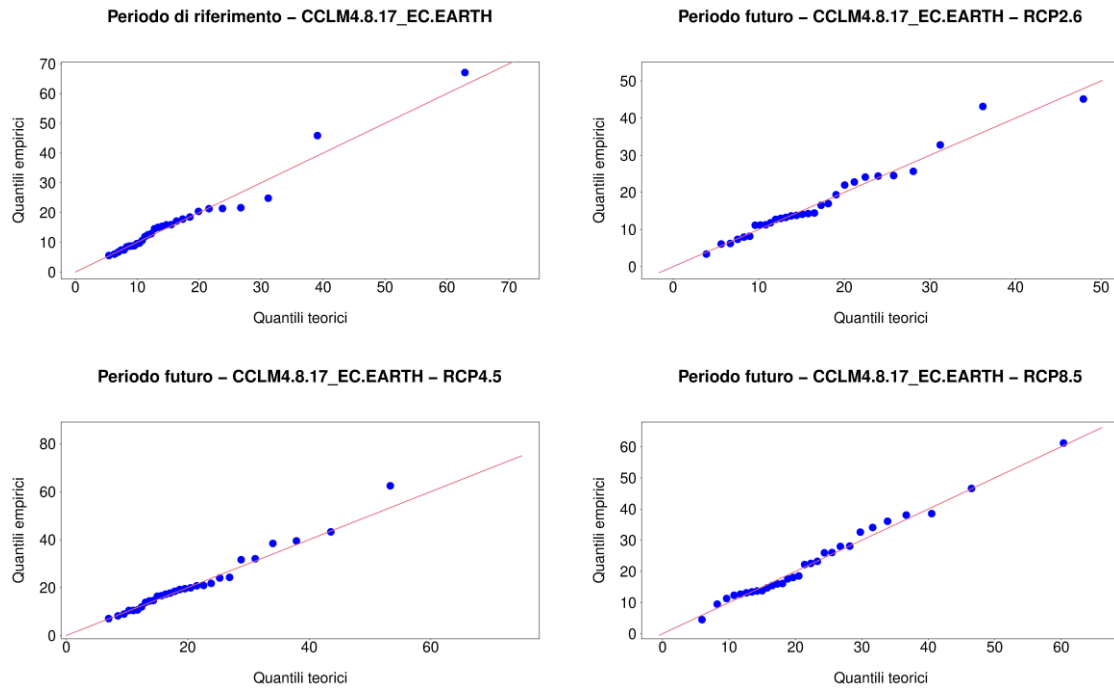 Periodo di riferimento – CCLM4.8.17_EC.EARTH
70
60
50
40
30
20
10
0
Quantili empirici
0 10 20 30 40 50 60 70
Quantili teorici
Periodo futuro – CCLM4.8.17_EC.EARTH – RCP2.6
50
40
30
20
10
0
Quantili empirici
0 10 20 30 40 50
Quantili teorici
Periodo futuro – CCLM4.8.17_EC.EARTH – RCP4.5
80
60
40
20
0
Quantili empirici
0 20 40 60
Quantili teorici
Periodo futuro – CCLM4.8.17_EC.EARTH – RCP8.5
60
50
40
30
20
10
0
Quantili empirici
0 10 20 30 40 50 60
Quantili teorici